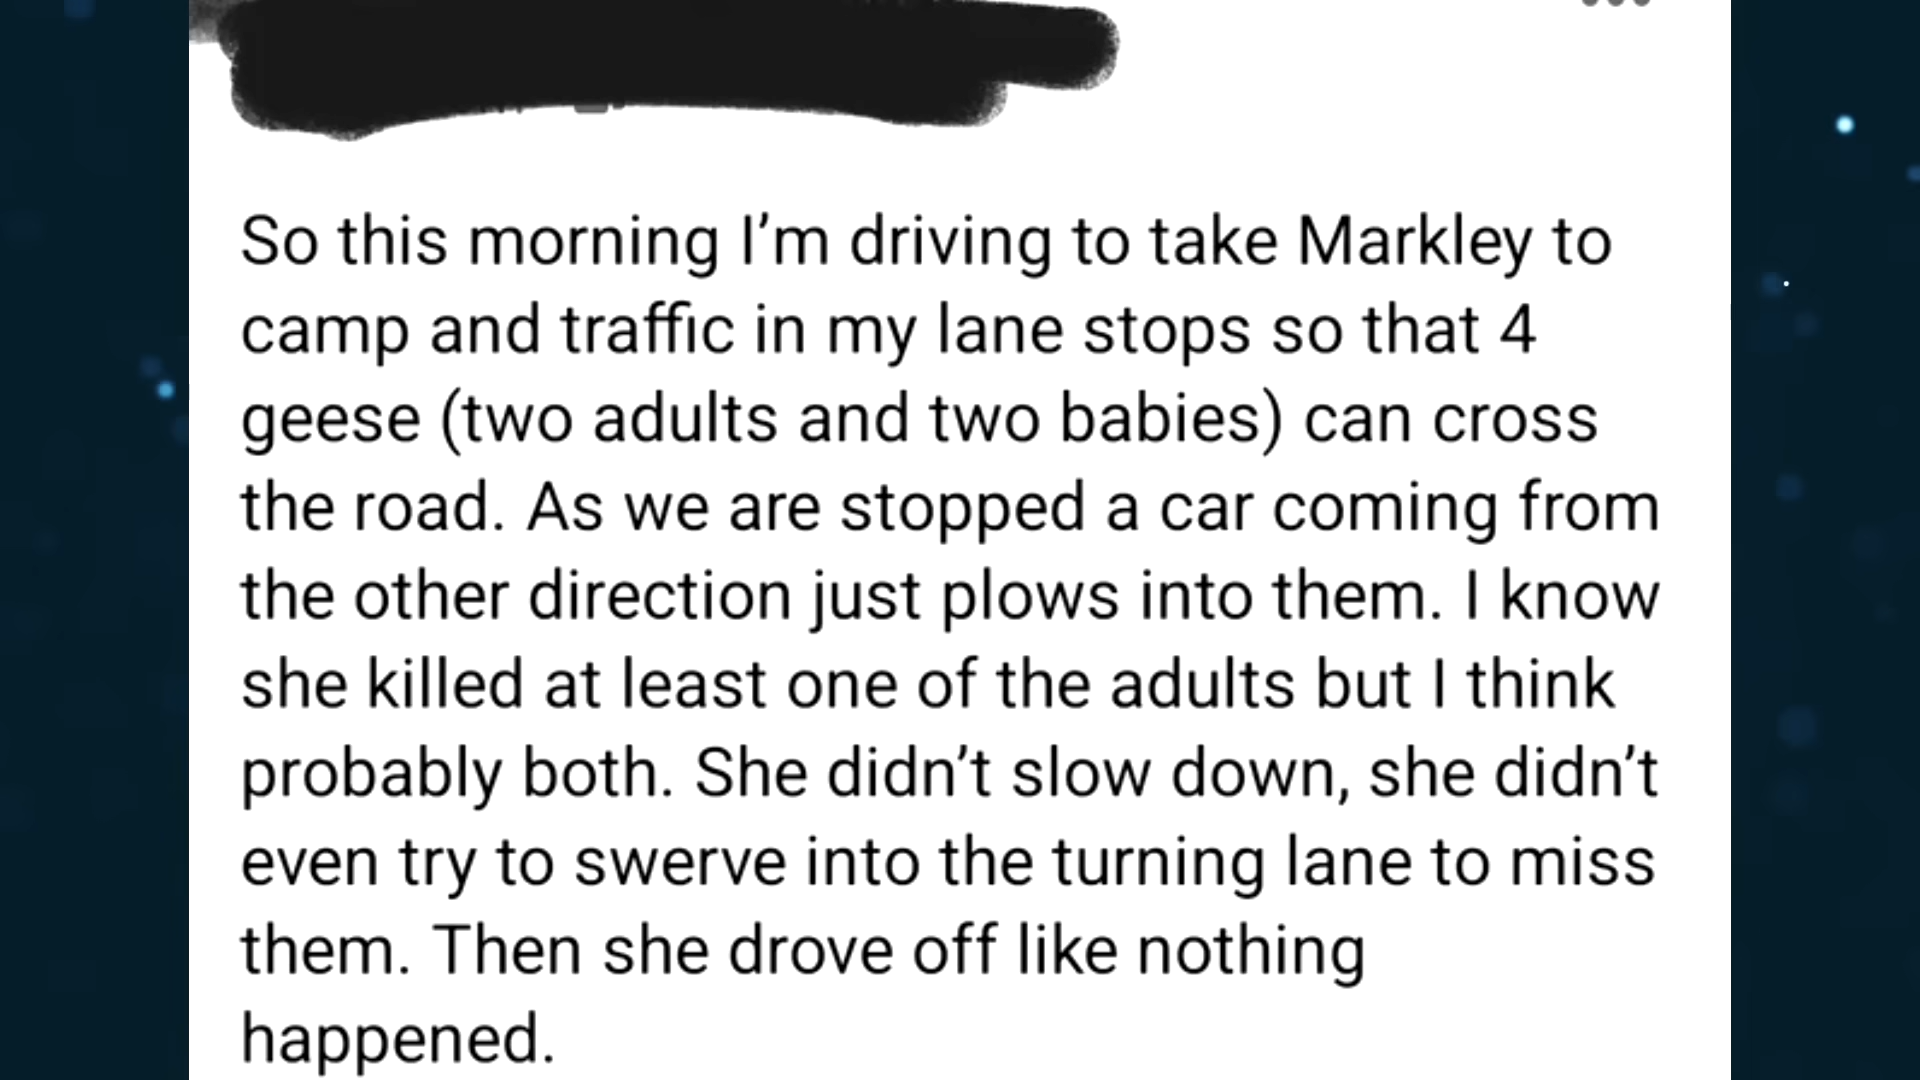 So this morning I’m driving to take Markley to
camp and traffic in my lane stops so that 4
geese (two adults and two babies) can cross
the road. As we are stopped a car coming from
the other direction just plows into them. I know
she killed at least one of the adults but I think
probably both. She didn’t slow down, she didn’t
even try to swerve into the turning lane to miss
them. Then she drove off like nothing
happened.